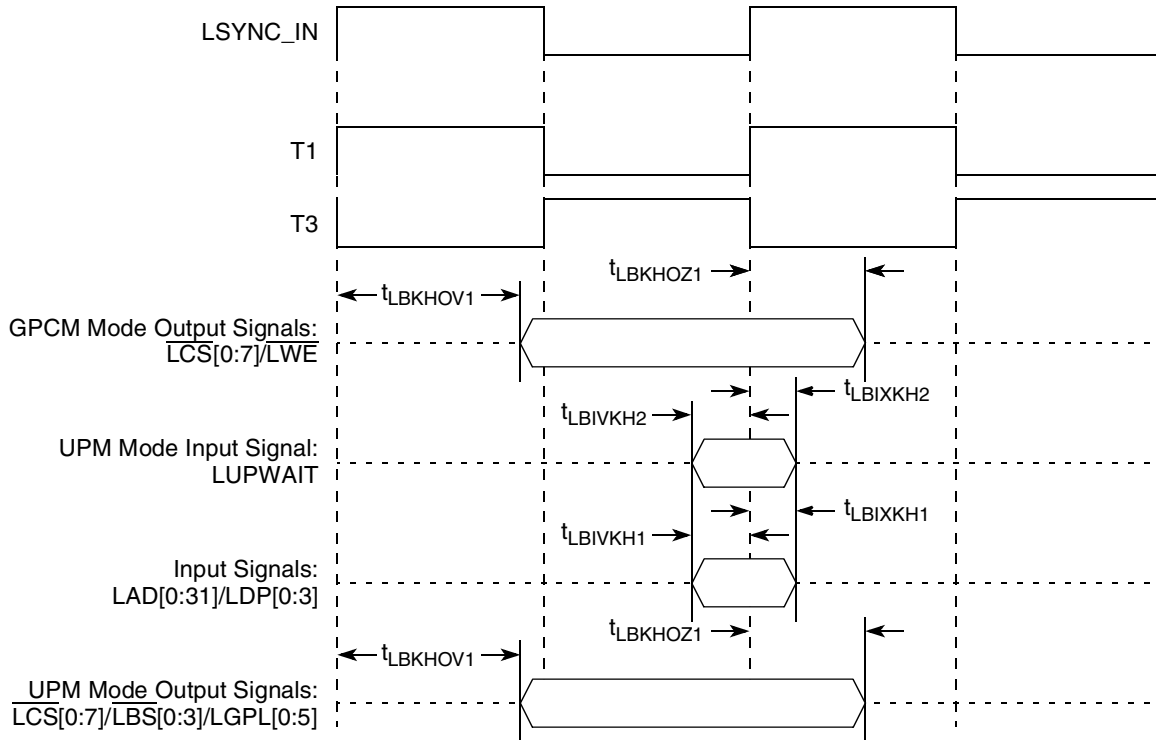 LSYNC_IN
T1
T3
tLBKHOZ1
tLBKHOV1
GPCM Mode Output Signals:
LCS[0:7]/LWE
tLBIXKH2
tLBIVKH2
UPM Mode Input Signal:
LUPWAIT
tLBIXKH1
tLBIVKH1
Input Signals:
LAD[0:31]/LDP[0:3]
tLBKHOZ1
tLBKHOV1
UPM Mode Output Signals:
LCS[0:7]/LBS[0:3]/LGPL[0:5]